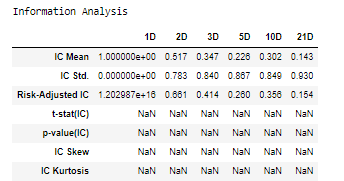 Information Analysis
1D 2D 3D 5D 10D 21D
IC Mean 1.000000e+00 0.517 0.347 0.226 0.302 0.143
IC Std. 0.000000e+00 0.783 0.840 0.867 0.849 0.930
Risk-Adjusted IC 1.202987e+16 0.661 0.414 0.260 0.356 0.154
t-stat(IC) NaN NaN NaN NaN NaN NaN
p-value(IC) NaN NaN NaN NaN NaN NaN
IC Skew NaN NaN NaN NaN NaN NaN
IC Kurtosis NaN NaN NaN NaN NaN NaN